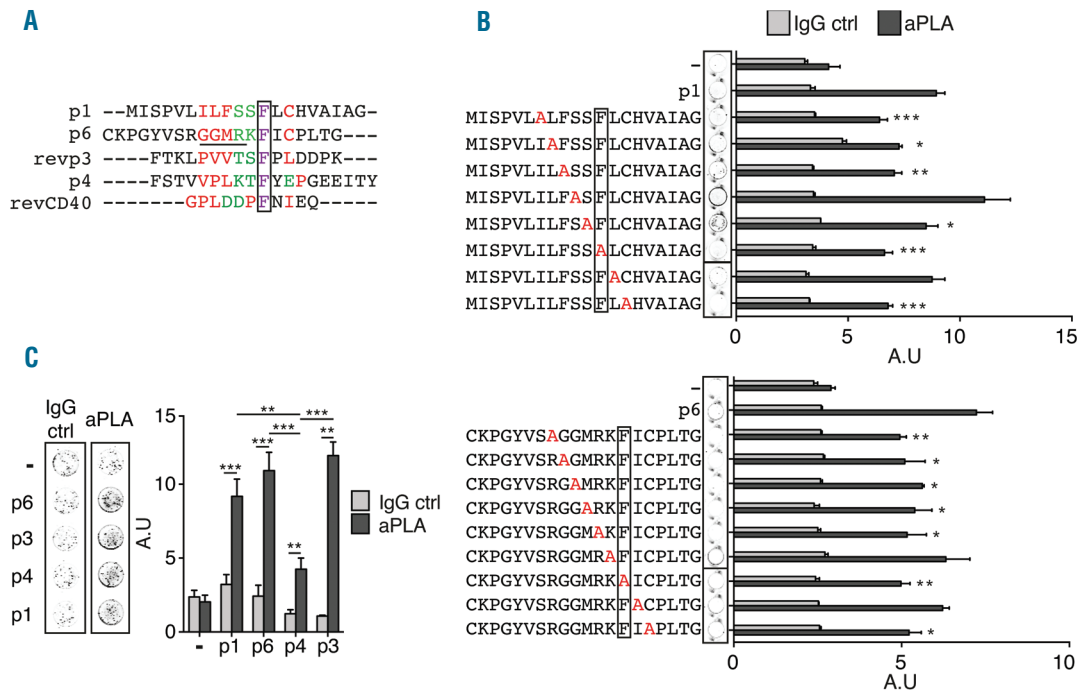 A
p1 --MISPVLILFSSFLCHVAIAG-
p6 CKPGYVSRGGMRKFICPLTG---
revp3 ----FTKLPVVTSFPLDDPK---
p4 ----FSTVVPLKTFYEPGEEITY
revCD40 GPLDDPFNIEQ-----
B
IgG ctrl aPLA
–
p1
MISPVLALFSSFLCHVAIAG ***
MISPVLIAFSSFLCHVAIAG *
MISPVLILASSFLCHVAIAG **
MISPVLILFASFLCHVAIAG
MISPVLILFSAFLCHVAIAG *
MISPVLILFSSALCHVAIAG ***
MISPVLILFSSFACHVAIAG
MISPVLILFSSFLAHVAIAG ***
0 5 10 15
A.U
–
p6
CKPGYVSAGGMRKFICPLTG **
CKPGYVSRAGMRKFICPLTG *
CKPGYVSRGAMRKFICPLTG *
CKPGYVSRGGARKFICPLTG *
CKPGYVSRGGMAKFICPLTG *
CKPGYVSRGGMRAFICPLTG
CKPGYVSRGGMRKAICPLTG **
CKPGYVSRGGMRKFACPLTG
CKPGYVSRGGMRKFIAPLTG *
0 5 10
A.U
C
IgG ctrl aPLA
-
p6
p3
p4
p1
A.U
15
10
5
0
** ***
***
*** *** ** **
- p1 p6 p4 p3
IgG ctrl
aPLA